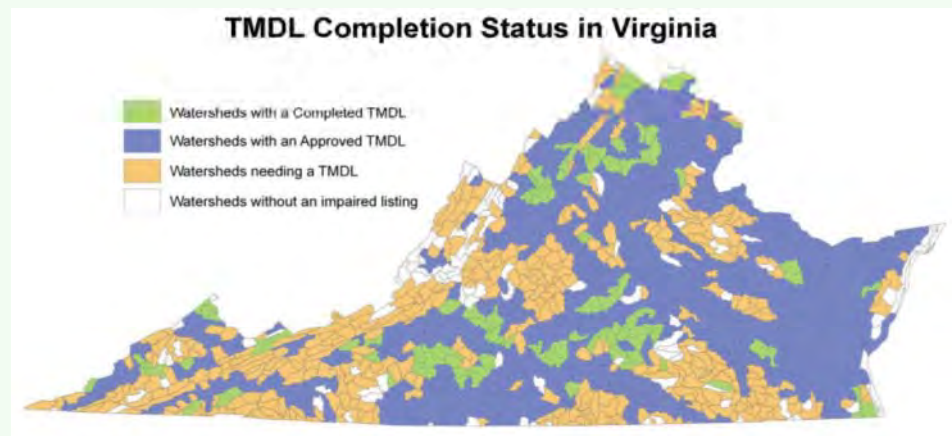 TMDL Completion Status in Virginia
Watersheds with a Completed TMDL
Watersheds with an Approved TMDL
Watersheds needing a TMDL
Watersheds without an impaired listing